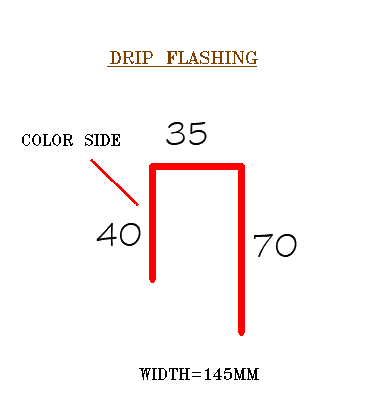 DRIP FLASHING
35
COLOR SIDE
40
70
WIDTH=145MM